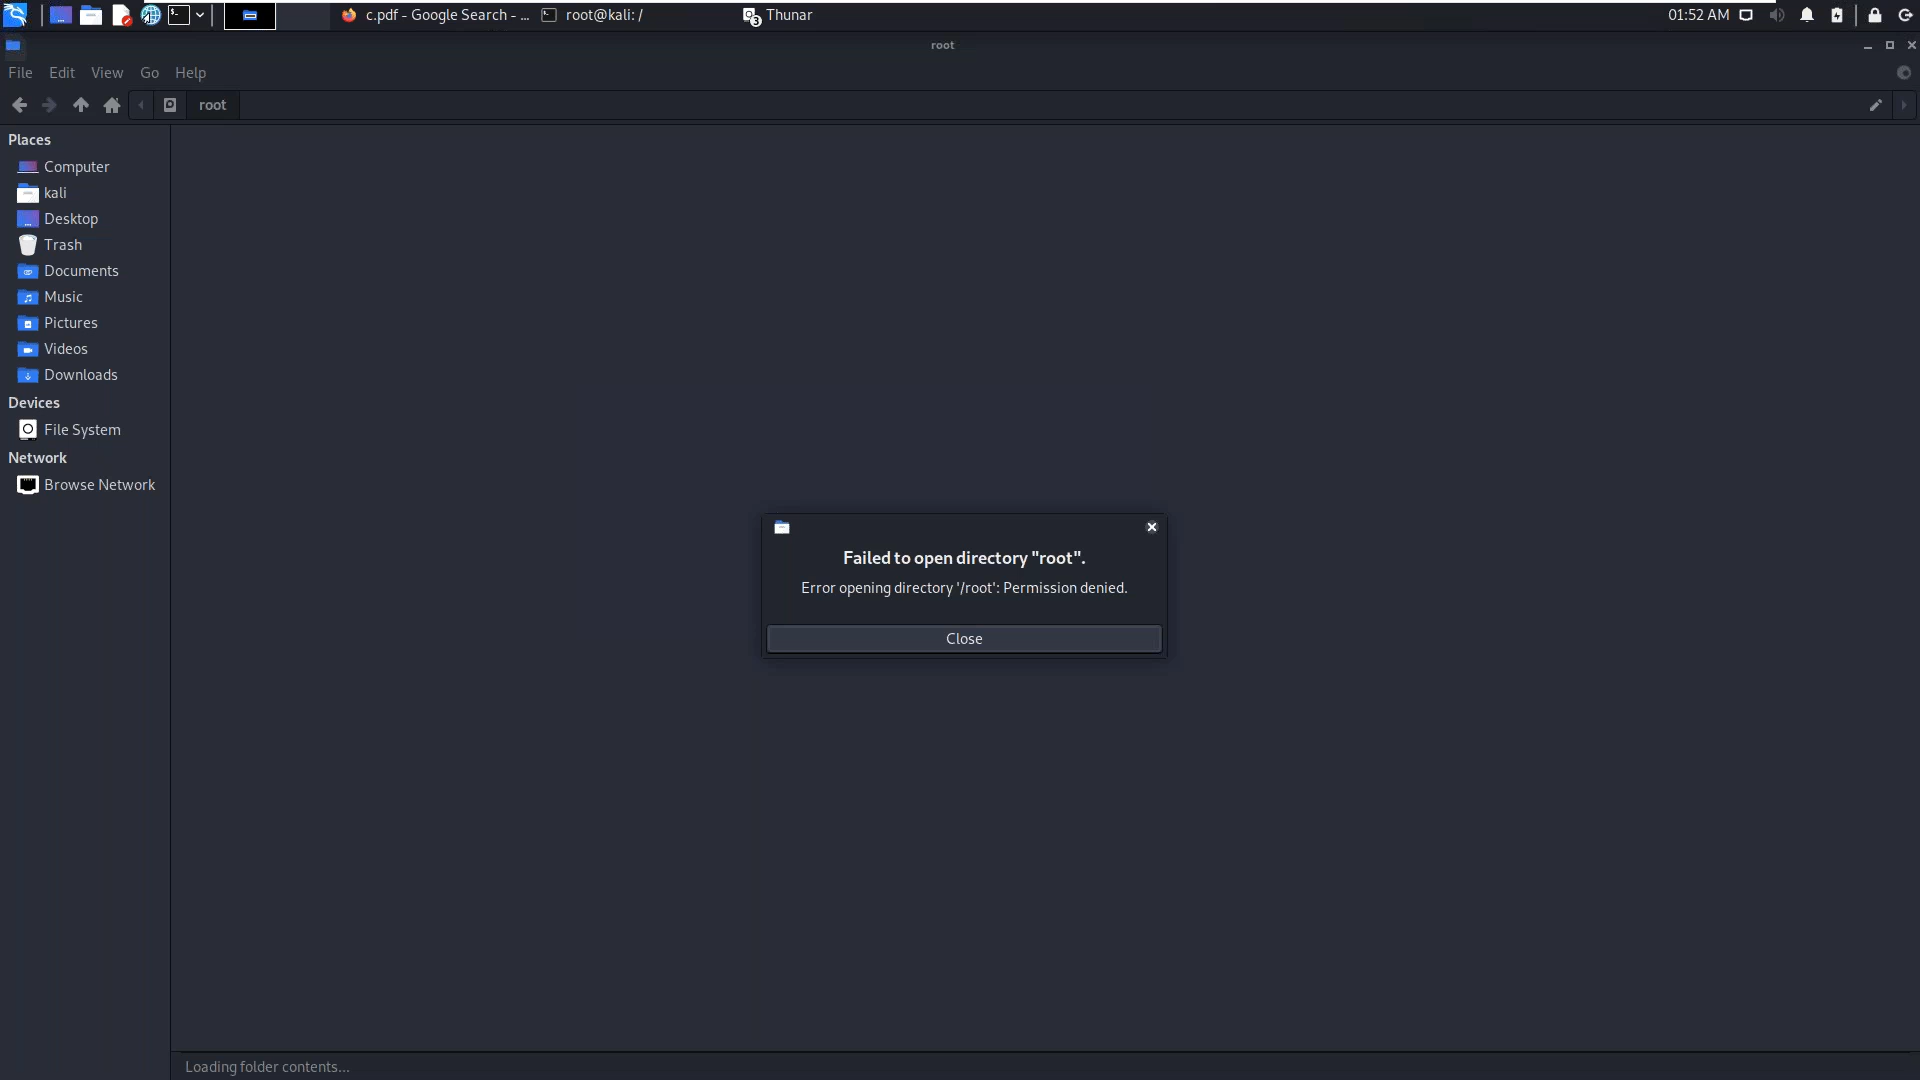 c.pdf - Google Search - ...
root@kali: /
3
Thunar
01:52 AM
root
File Edit View Go Help
root
Places
Computer
kali
Desktop
Trash
Documents
Music
Pictures
Videos
Downloads
Devices
File System
Network
Browse Network
Failed to open directory "root".
Error opening directory '/root': Permission denied.
Close
Loading folder contents...